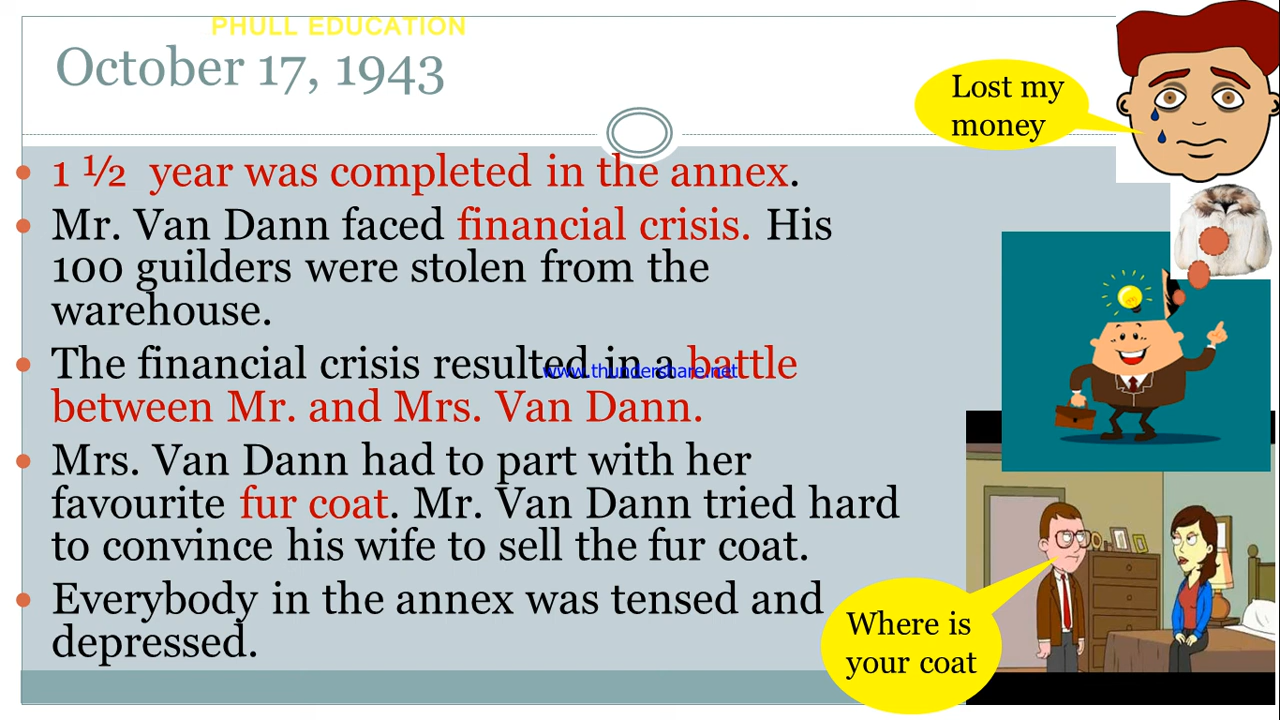 PHULL EDUCATION
October 17, 1943
Lost my
money
• 1 ½ year was completed in the annex.
• Mr. Van Dann faced financial crisis. His
100 guilders were stolen from the
warehouse.
• The financial crisis resulted in a battle
between Mr. and Mrs. Van Dann.
www.thundershare.net
• Mrs. Van Dann had to part with her
favourite fur coat. Mr. Van Dann tried hard
to convince his wife to sell the fur coat.
• Everybody in the annex was tensed and
depressed.
Where is
your coat